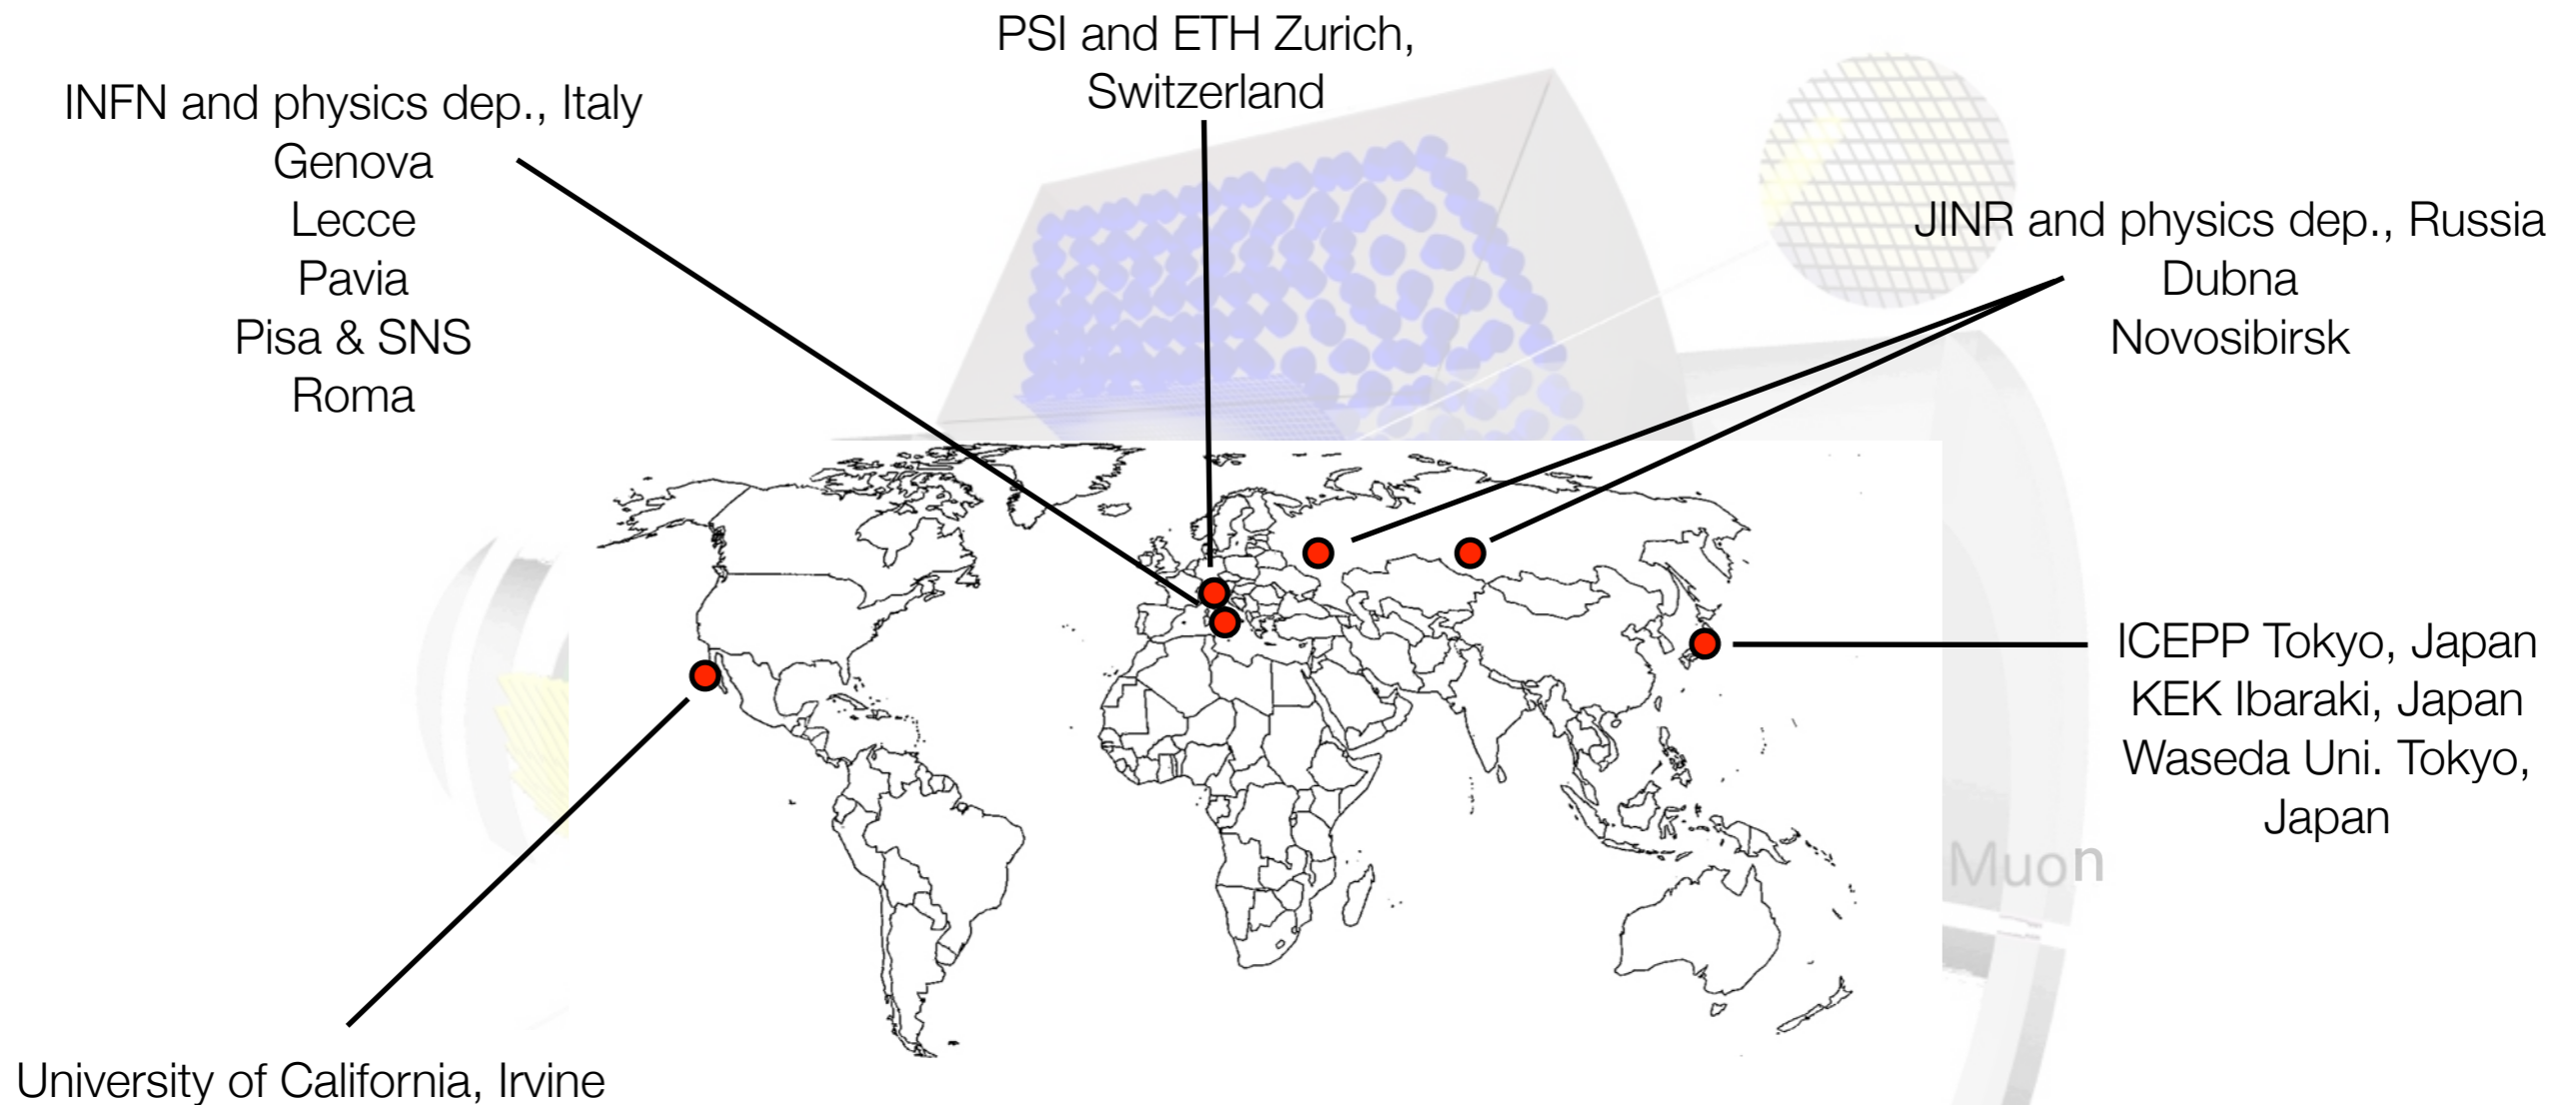 PSI and ETH Zurich,
Switzerland
INFN and physics dep., Italy
Genova
Lecce
Pavia
Pisa & SNS
Roma
JINR and physics dep., Russia
Dubna
Novosibirsk
ICEPP Tokyo, Japan
KEK Ibaraki, Japan
Waseda Uni. Tokyo,
Japan
Muon
University of California, Irvine